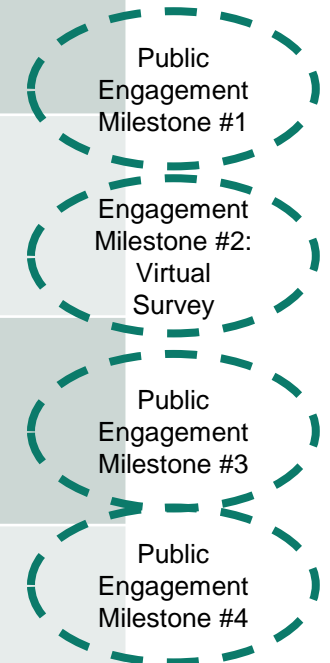 Public
Engagement
Milestone #1
Engagement
Milestone #2:
Virtual
Survey
Public
Engagement
Milestone #3
Public
Engagement
Milestone #4